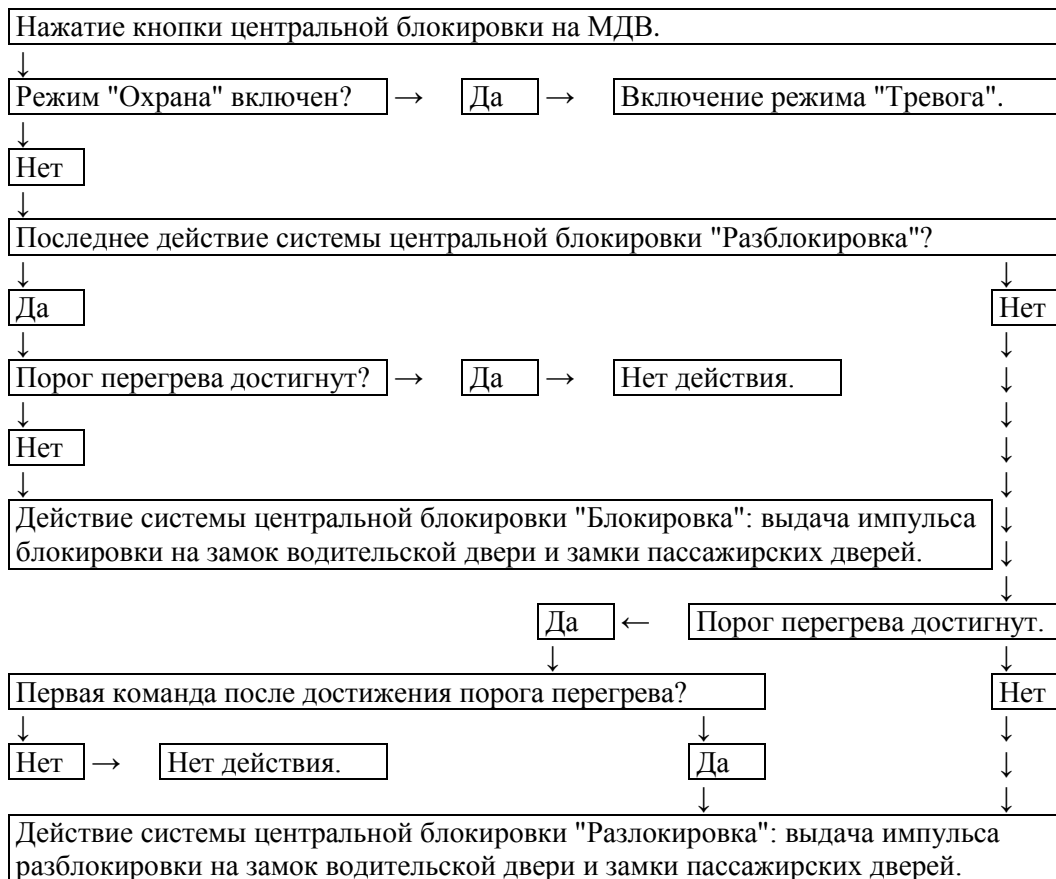 Нажатие кнопки центральной блокировки на МДВ.
↓
Режим "Охрана" включен? → Да → Включение режима "Тревога".
↓
Нет
↓
Последнее действие системы центральной блокировки "Разблокировка"?
↓ ↓
Да Нет
↓ ↓
Порог перегрева достигнут? → Да → Нет действия. ↓
↓ ↓
Нет ↓
↓ ↓
Действие системы центральной блокировки "Блокировка": выдача импульса ↓
блокировки на замок водительской двери и замки пассажирских дверей. ↓
↓
Да ← Порог перегрева достигнут.
↓ ↓
Первая команда после достижения порога перегрева? Нет
↓ ↓ ↓
Нет → Нет действия. Да ↓
↓ ↓
Действие системы центральной блокировки "Разлокировка": выдача импульса
разблокировки на замок водительской двери и замки пассажирских дверей.